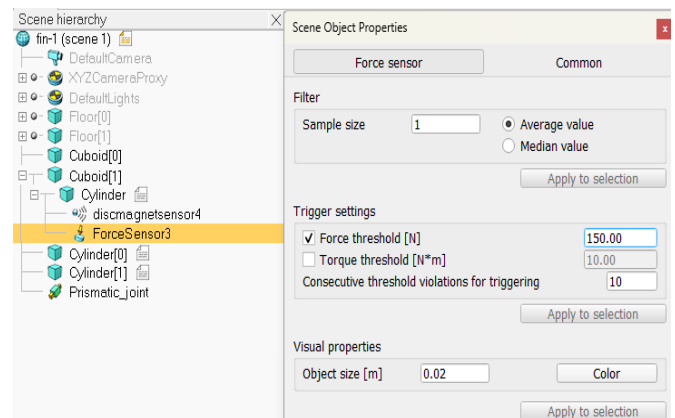 Scene hierarchy
fin-1 (scene 1)
DefaultCamera
XYZCameraProxy
DefaultLights
Floor[0]
Floor[1]
Cuboid[0]
Cuboid[1]
Cylinder
discmagnetsensor4
ForceSensor3
Cylinder[0]
Cylinder[1]
Prismatic_joint
Scene Object Properties
x
Force sensor Common
Filter
Sample size 1 Average value
Median value
Apply to selection
Trigger settings
Force threshold [N] 150.00
Torque threshold [N*m] 10.00
Consecutive threshold violations for triggering 10
Apply to selection
Visual properties
Object size [m] 0.02 Color
Apply to selection